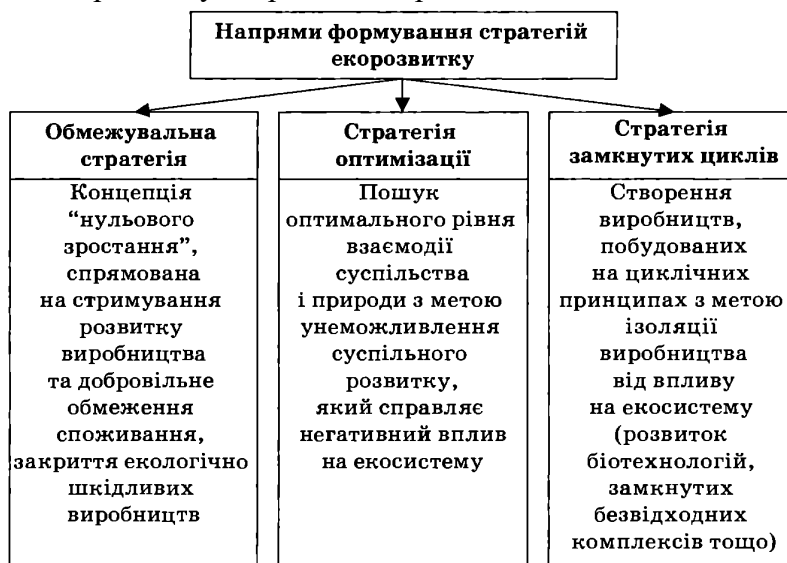 Напрями формування стратегій
екорозвитку
Обмежувальна
стратегія
Концепція
“нульового
зростання”,
спрямована
на стримування
розвитку
виробництва
та добровільне
обмеження
споживання,
закриття екологічно
шкідливих
виробництв
Стратегія
оптимізації
Пошук
оптимального рівня
взаємодії
суспільства
і природи з метою
унеможливлення
суспільного
розвитку,
який справляє
негативний вплив
на екосистему
Стратегія
замкнутих циклів
Створення
виробництв,
побудованих
на циклічних
принципах з метою
ізоляції
виробництва
від впливу
на екосистему
(розвиток
біотехнологій,
замкнутих
безвідходних
комплексів тощо)